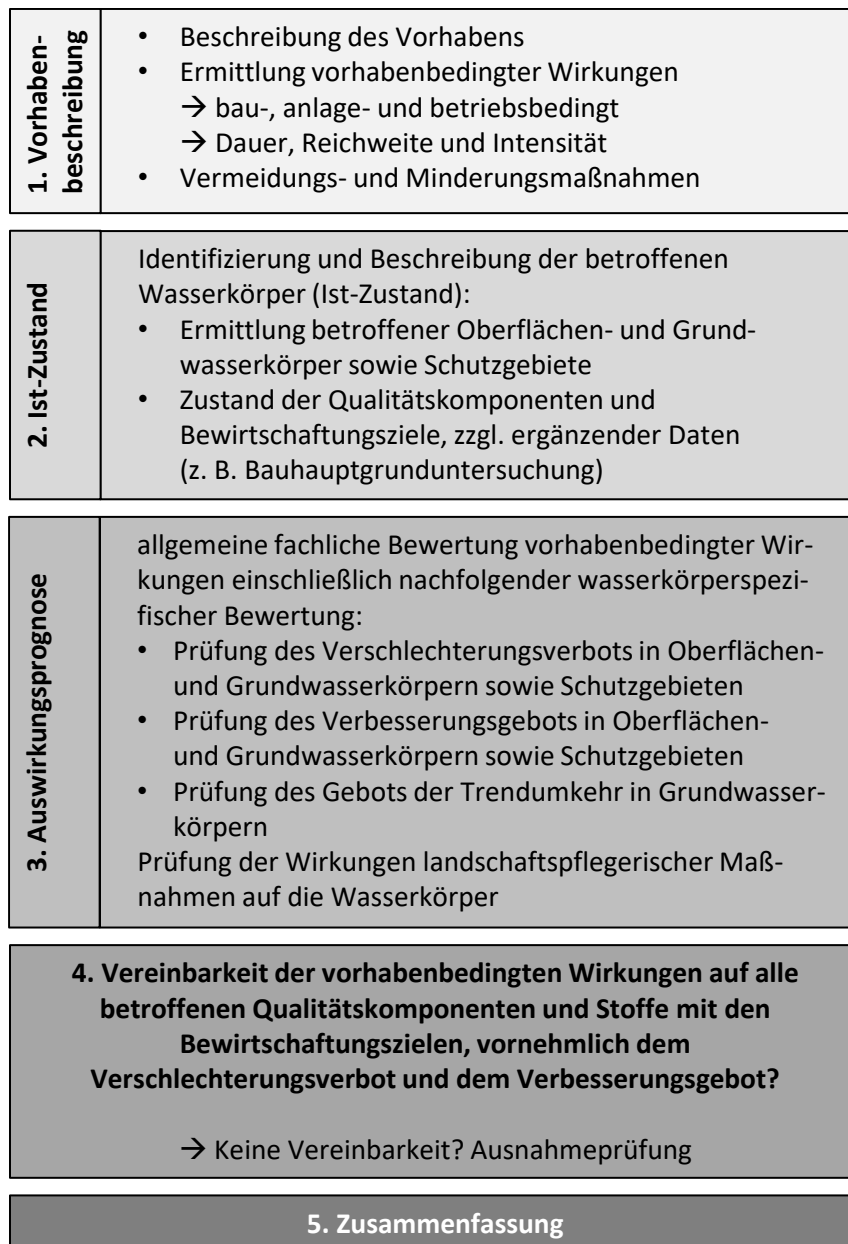 1. Vorhaben-
beschreibung
• Beschreibung des Vorhabens
• Ermittlung vorhabenbedingter Wirkungen
→ bau-, anlage- und betriebsbedingt
→ Dauer, Reichweite und Intensität
• Vermeidungs- und Minderungsmaßnahmen
2. Ist-Zustand
Identifizierung und Beschreibung der betroffenen
Wasserkörper (Ist-Zustand):
• Ermittlung betroffener Oberflächen- und Grund-
wasserkörper sowie Schutzgebiete
• Zustand der Qualitätskomponenten und
Bewirtschaftungsziele, zzgl. ergänzender Daten
(z. B. Bauhauptgrunduntersuchung)
3. Auswirkungsprognose
allgemeine fachliche Bewertung vorhabenbedingter Wir-
kungen einschließlich nachfolgender wasserkörperspezi-
fischer Bewertung:
• Prüfung des Verschlechterungsverbots in Oberflächen-
und Grundwasserkörpern sowie Schutzgebieten
• Prüfung des Verbesserungsgebots in Oberflächen-
und Grundwasserkörpern sowie Schutzgebieten
• Prüfung des Gebots der Trendumkehr in Grundwasser-
körpern
Prüfung der Wirkungen landschaftspflegerischer Maß-
nahmen auf die Wasserkörper
4. Vereinbarkeit der vorhabenbedingten Wirkungen auf alle
betroffenen Qualitätskomponenten und Stoffe mit den
Bewirtschaftungszielen, vornehmlich dem
Verschlechterungsverbot und dem Verbesserungsgebot?
→ Keine Vereinbarkeit? Ausnahmeprüfung
5. Zusammenfassung